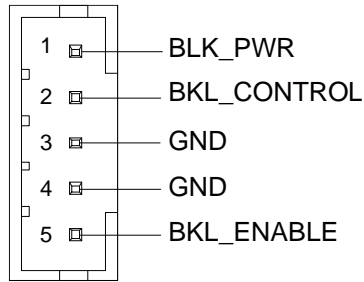 1 BLK_PWR
2 BKL_CONTROL
3 GND
4 GND
5 BKL_ENABLE